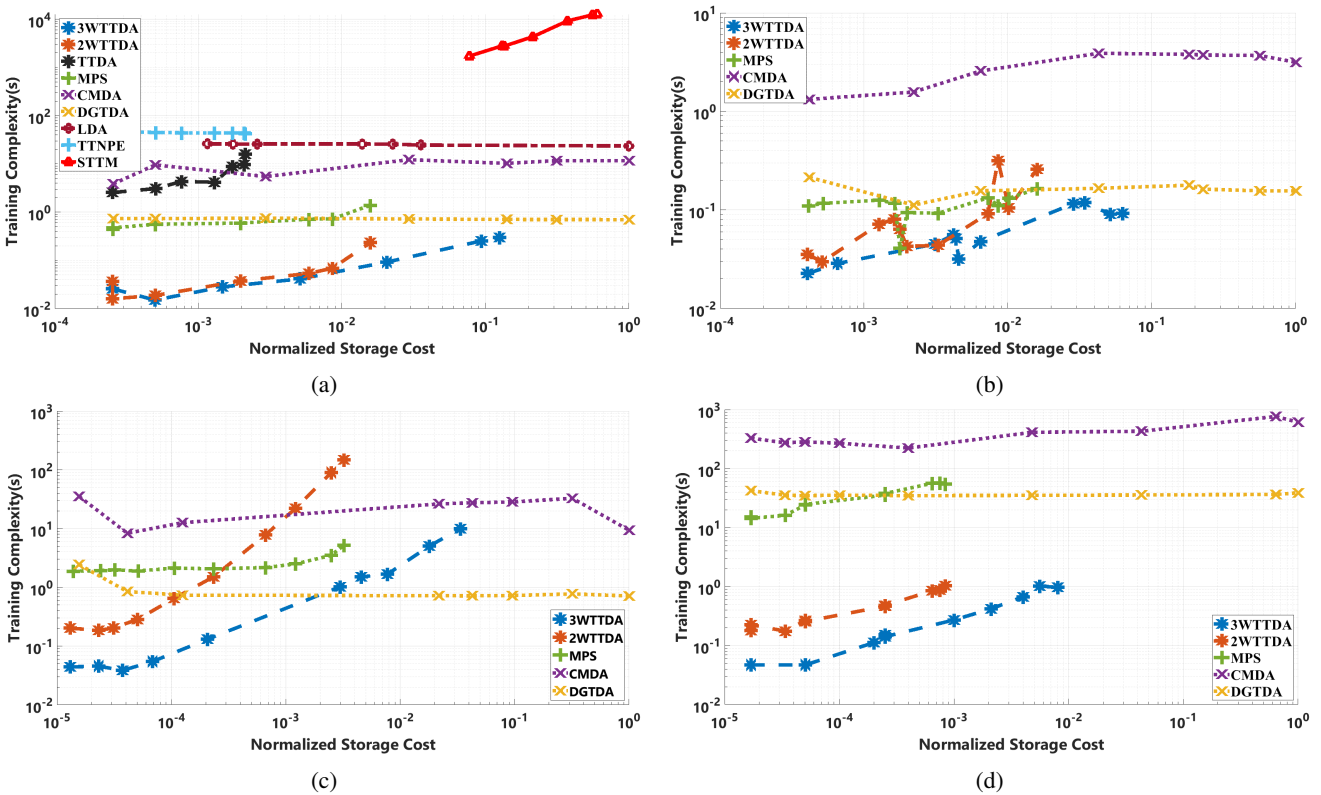 3WTTDA
2WTTDA
TTDA
MPS
CMDA
DGTDA
LDA
TTNPE
STTM
10^4
10^2
10^0
10^-2
Training Complexity(s)
10^-4 10^-3 10^-2 10^-1 10^0
Normalized Storage Cost
(a)
3WTTDA
2WTTDA
MPS
CMDA
DGTDA
10^1
10^0
10^-1
10^-2
Training Complexity(s)
10^-4 10^-3 10^-2 10^-1 10^0
Normalized Storage Cost
(b)
10^3
10^2
10^1
10^0
10^-1
10^-2
Training Complexity(s)
3WTTDA
2WTTDA
MPS
CMDA
DGTDA
10^-5 10^-4 10^-3 10^-2 10^-1 10^0
Normalized Storage Cost
(c)
10^3
10^2
10^1
10^0
10^-1
10^-2
Training Complexity(s)
3WTTDA
2WTTDA
MPS
CMDA
DGTDA
10^-5 10^-4 10^-3 10^-2 10^-1 10^0
Normalized Storage Cost
(d)